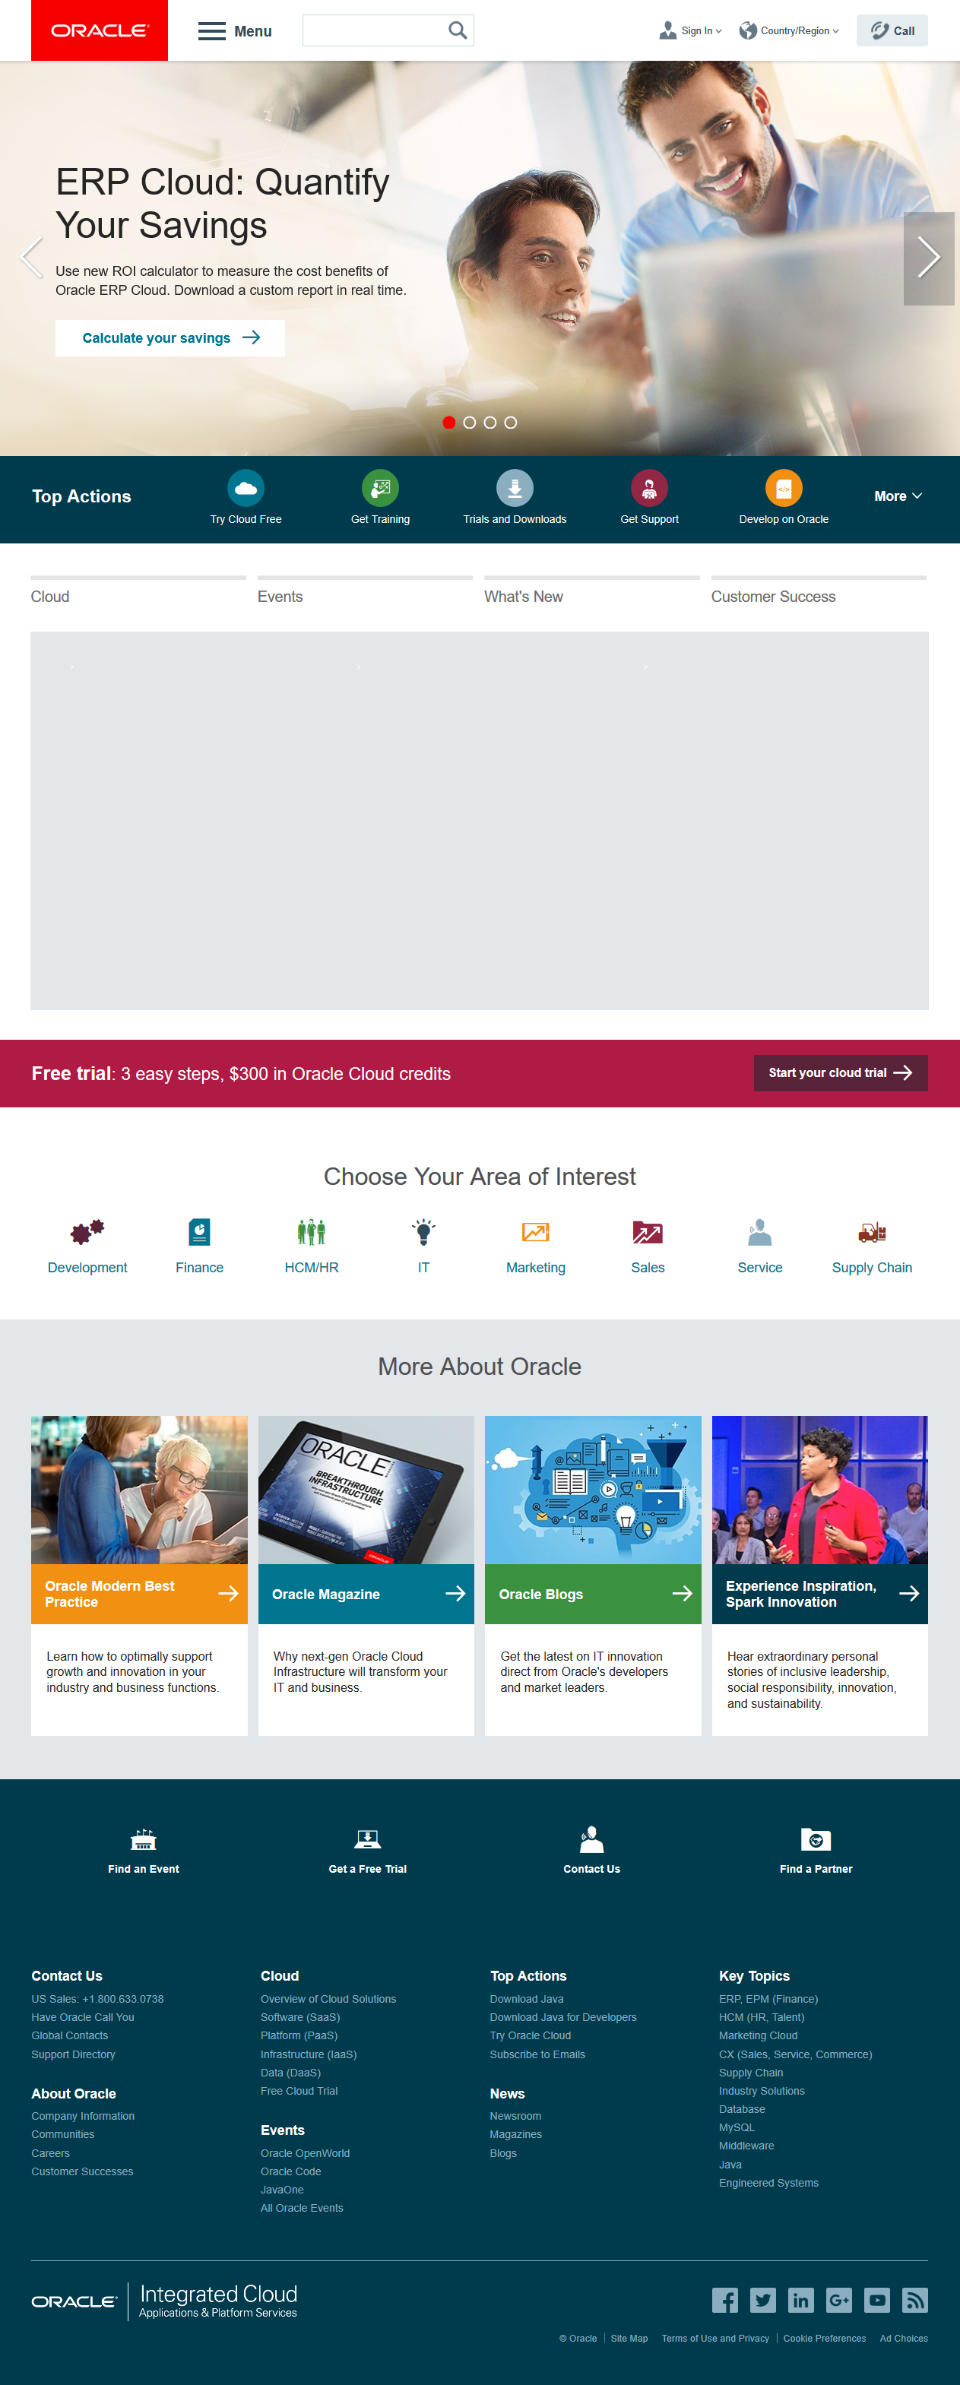 ORACLE
Menu
Sign In
Country/Region
Call
ERP Cloud: Quantify
Your Savings
Use new ROI calculator to measure the cost benefits of
Oracle ERP Cloud. Download a custom report in real time.
Calculate your savings
Top Actions
Try Cloud Free
Get Training
Trials and Downloads
Get Support
Develop on Oracle
More
Cloud
Events
What's New
Customer Success
Free trial: 3 easy steps, $300 in Oracle Cloud credits
Start your cloud trial
Choose Your Area of Interest
Development
Finance
HCM/HR
IT
Marketing
Sales
Service
Supply Chain
More About Oracle
ORACLE
BREAKTHROUGH
INFRASTRUCTURE
Oracle Modern Best
Practice
Learn how to optimally support
growth and innovation in your
industry and business functions.
Oracle Magazine
Why next-gen Oracle Cloud
Infrastructure will transform your
IT and business.
Oracle Blogs
Get the latest on IT innovation
direct from Oracle's developers
and market leaders.
Experience Inspiration,
Spark Innovation
Hear extraordinary personal
stories of inclusive leadership,
social responsibility, innovation,
and sustainability.
Find an Event
Get a Free Trial
Contact Us
Find a Partner
Contact Us
US Sales: +1.800.633.0738
Have Oracle Call You
Global Contacts
Support Directory
About Oracle
Company Information
Communities
Careers
Customer Successes
Cloud
Overview of Cloud Solutions
Software (SaaS)
Platform (PaaS)
Infrastructure (IaaS)
Data (DaaS)
Free Cloud Trial
Events
Oracle OpenWorld
Oracle Code
JavaOne
All Oracle Events
Top Actions
Download Java
Download Java for Developers
Try Oracle Cloud
Subscribe to Emails
News
Newsroom
Magazines
Blogs
Key Topics
ERP, EPM (Finance)
HCM (HR, Talent)
Marketing Cloud
CX (Sales, Service, Commerce)
Supply Chain
Industry Solutions
Database
MySQL
Middleware
Java
Engineered Systems
ORACLE
Integrated Cloud
Applications & Platform Services
© Oracle
Site Map
Terms of Use and Privacy
Cookie Preferences
Ad Choices